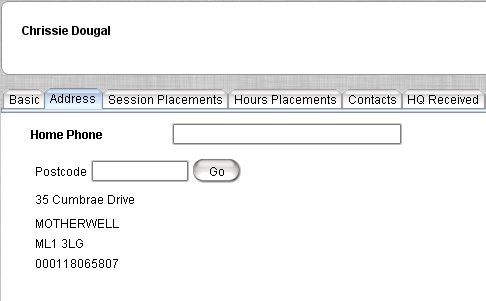 Chrissie Dougal
Basic Address Session Placements Hours Placements Contacts HQ Received
Home Phone
Postcode Go
35 Cumbrae Drive
MOTHERWELL
ML1 3LG
000118065807